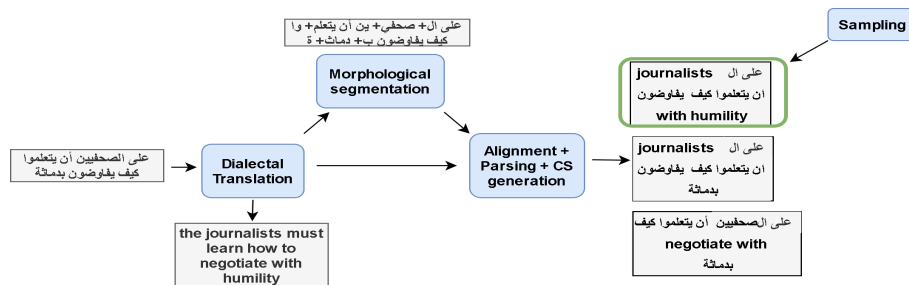 على ال+ صحفي+ ين أن يتعلم+ وا
كيف يفاوضون ب+ دماث+ ة
Sampling
Morphological
segmentation
على ال journalists
ان يتعلموا كيف يفاوضون
with humility
على الصحفيين أن يتعلموا
كيف يفاوضون بدماثة
Dialectal
Translation
Alignment +
Parsing + CS
generation
على ال journalists
ان يتعلموا كيف يفاوضون
بدماثة
the journalists must
learn how to
negotiate with
humility
على الصحفيين أن يتعلموا كيف
negotiate with
بدماثة